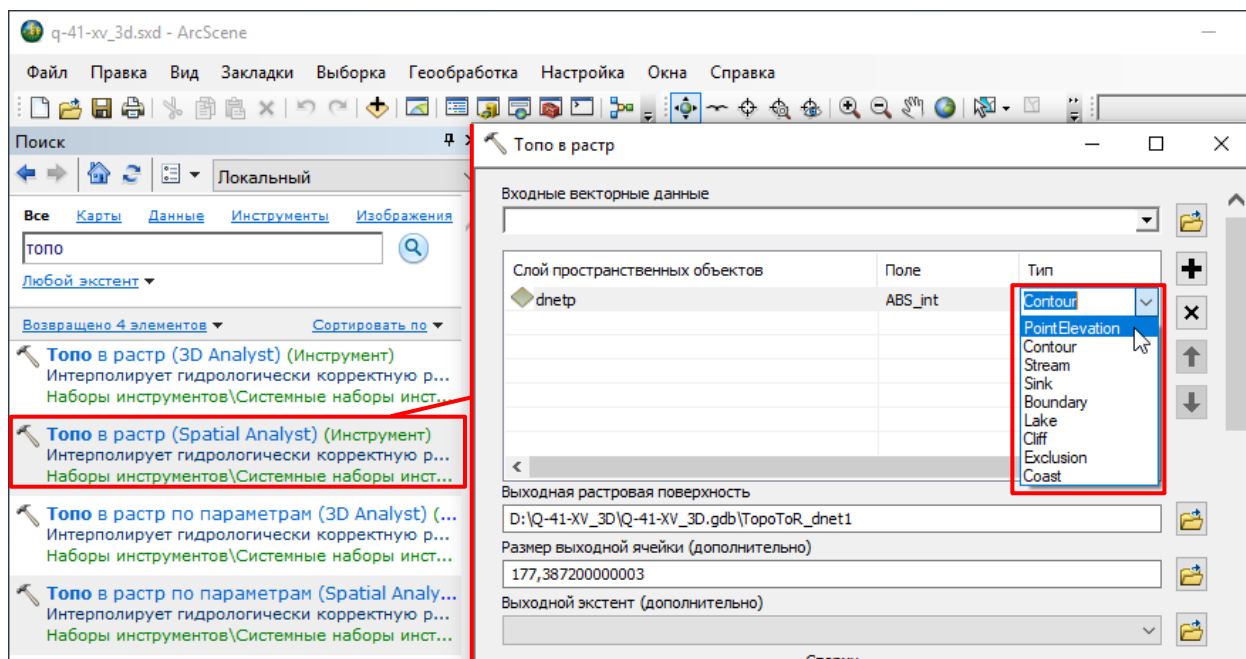 q-41-xv_3d.sxd - ArcScene
Файл Правка Вид Закладки Выборка Геообработка Настройка Окна Справка
Поиск
Локальный
Все Карты Данные Инструменты Изображения
топо
Любой экстент
Возвращено 4 элементов Сортировать по
Топо в растр (3D Analyst) (Инструмент)
Интерполирует гидрологически корректную р...
Наборы инструментов\Системные наборы инст...
Топо в растр (Spatial Analyst) (Инструмент)
Интерполирует гидрологически корректную р...
Наборы инструментов\Системные наборы инст...
Топо в растр по параметрам (3D Analyst) (...
Интерполирует гидрологически корректную р...
Наборы инструментов\Системные наборы инст...
Топо в растр по параметрам (Spatial Analy...
Интерполирует гидрологически корректную р...
Наборы инструментов\Системные наборы инст...
Топо в растр
Входные векторные данные
Слой пространственных объектов Поле Тип
dnetp ABS_int Contour
PointElevation
Contour
Stream
Sink
Boundary
Lake
Cliff
Exclusion
Coast
Выходная растровая поверхность
D:\Q-41-XV_3D\Q-41-XV_3D.gdb\TopoToR_dnet1
Размер выходной ячейки (дополнительно)
177,387200000003
Выходной экстент (дополнительно)